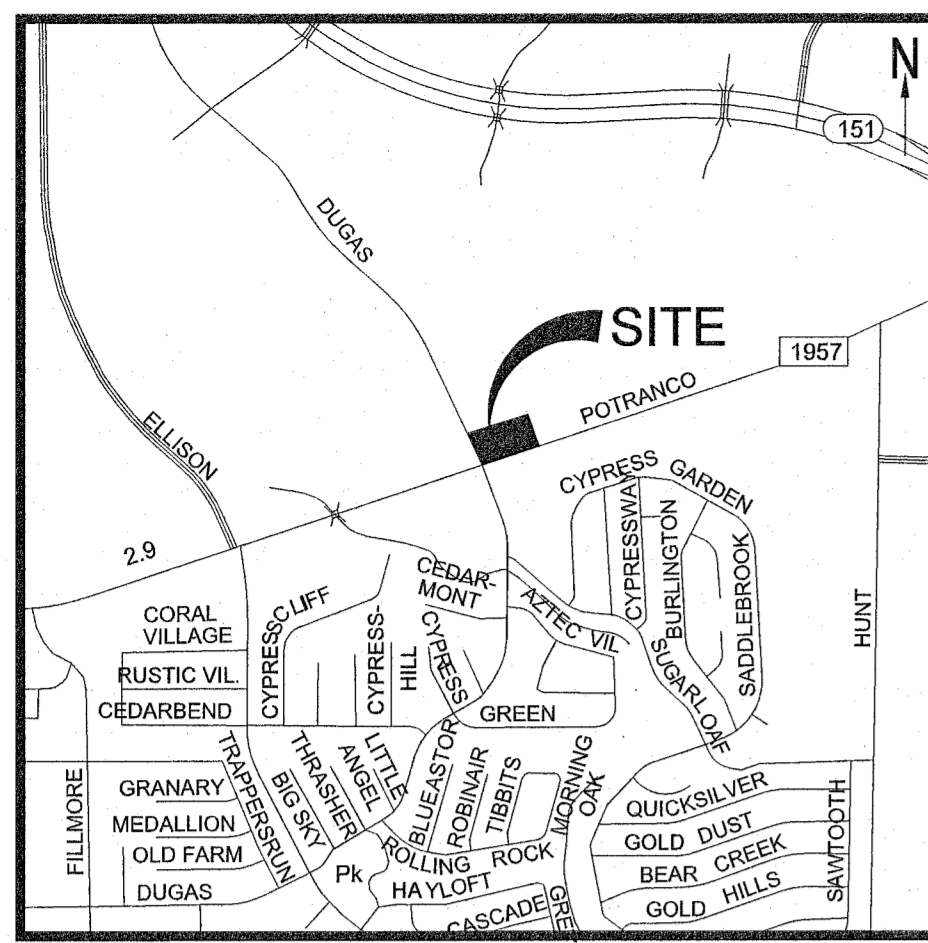 N
151
DUGAS
SITE
1957
POTRANCO
ELLISON
CYPRESS GARDEN
2.9
CYPRESSWAN
BURLINGTON
SADDLEBROOK
HUNT
CEDAR-
MONT
AZTEC VIL
CORAL
VILLAGE
CYPRESSCLIFF
CYPRESS-
HILL
CYPRESS
SUGARLOAF
RUSTIC VIL.
CEDARBEND
GREEN
FILLMORE
TRAPPERSRUN
THRASHER
BIG SKY
LITTLE
ANGEL
BLUEASTOR
ROBINAIR
TIBBITS
MORNING
OAK
GRANARY
MEDALLION
OLD FARM
DUGAS
QUICKSILVER
GOLD DUST
BEAR CREEK
GOLD HILLS
SAWTOOTH
ROLLING ROCK
Pk
HAYLOFT
CASCADE
GRE